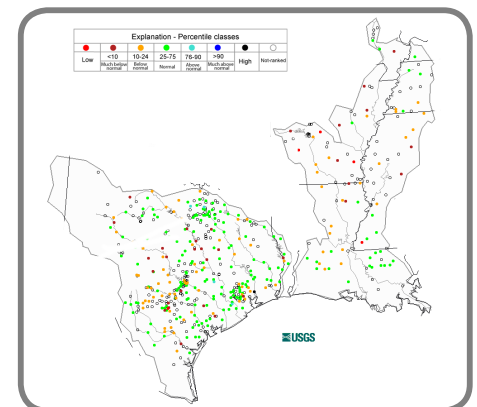 Explanation - Percentile classes
Low
<10
10-24
25-75
76-90
>90
High
Not-ranked
Much below normal
Below normal
Normal
Above normal
Much above normal
USGS